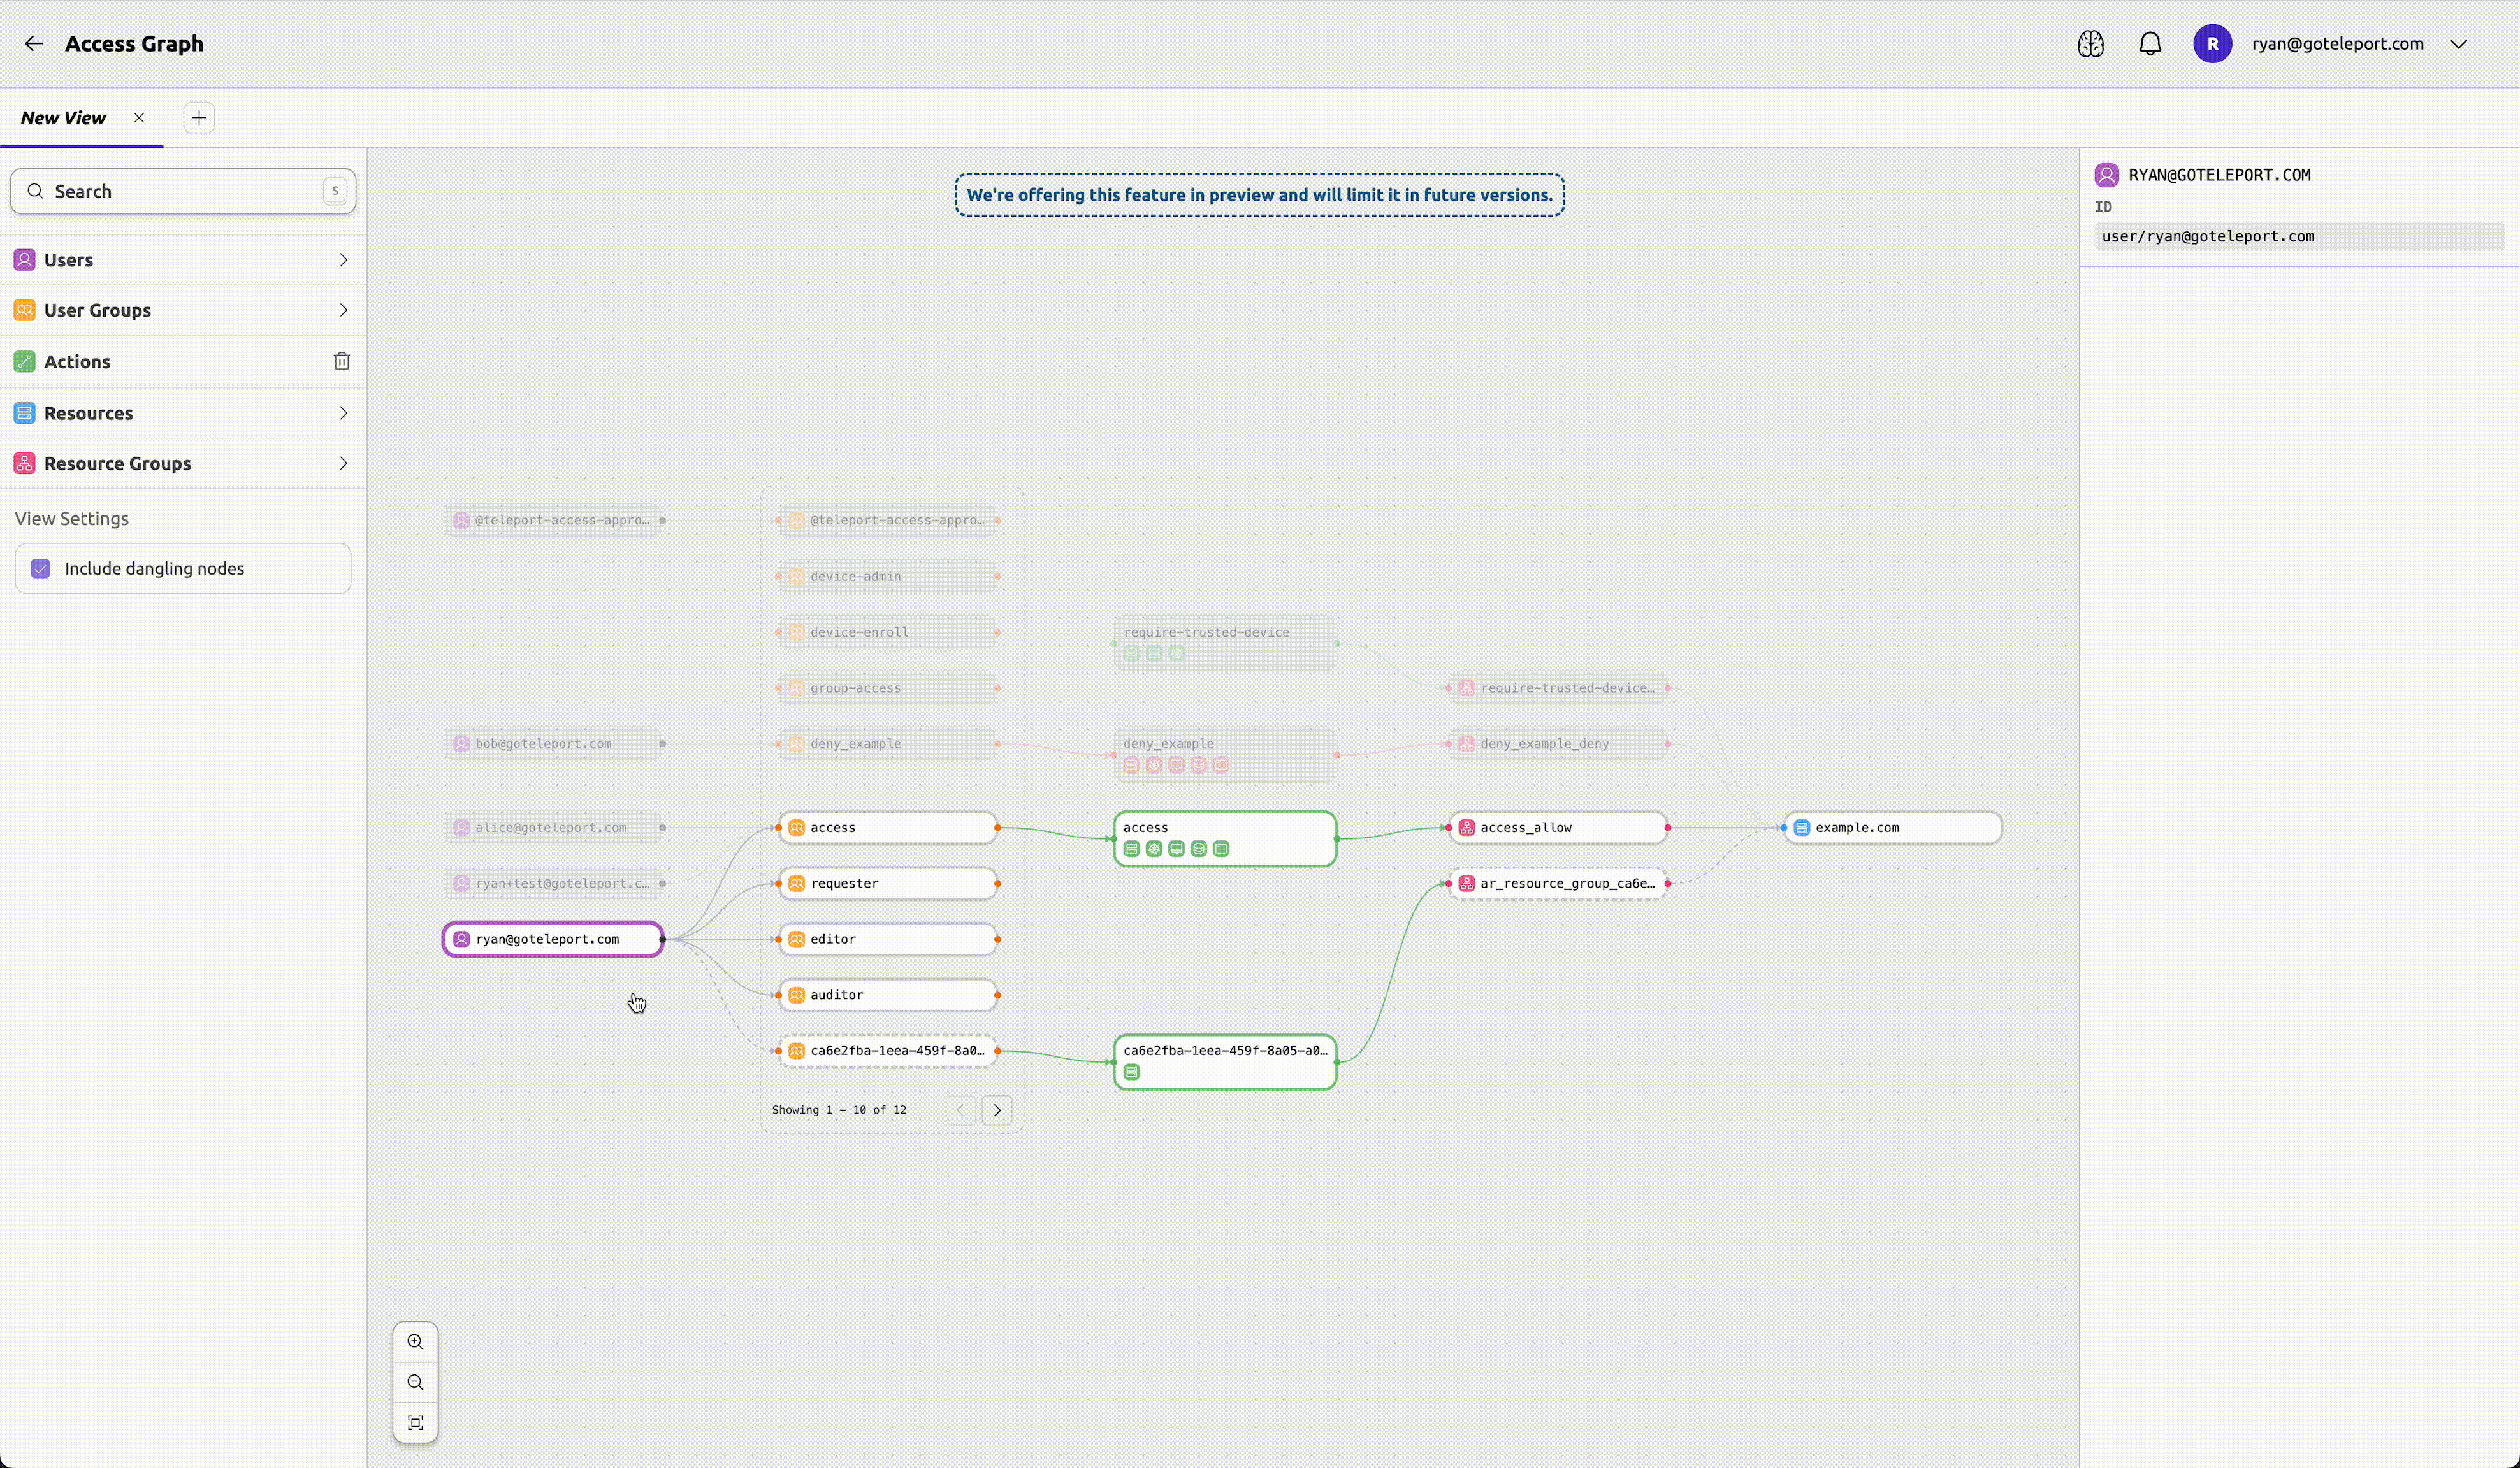 Access Graph
R
ryan@goteleport.com
New View
Search
S
Users
User Groups
Actions
Resources
Resource Groups
View Settings
Include dangling nodes
We're offering this feature in preview and will limit it in future versions.
@teleport-access-appro…
bob@goteleport.com
alice@goteleport.com
ryan+test@goteleport.c…
ryan@goteleport.com
@teleport-access-appro…
device-admin
device-enroll
group-access
deny_example
access
requester
editor
auditor
ca6e2fba-1eea-459f-8a0…
Showing 1 - 10 of 12
require-trusted-device
deny_example
access
ca6e2fba-1eea-459f-8a05-a0…
require-trusted-device…
deny_example_deny
access_allow
ar_resource_group_ca6e…
example.com
RYAN@GOTELEPORT.COM
ID
user/ryan@goteleport.com